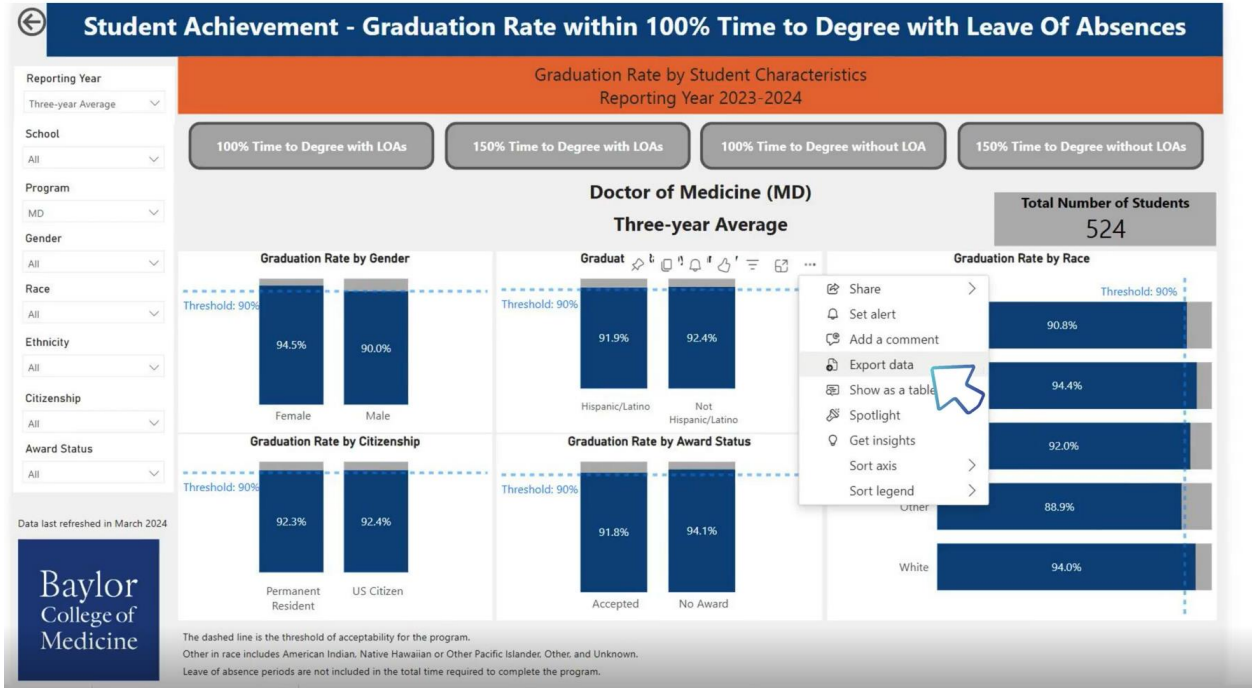 Student Achievement - Graduation Rate within 100% Time to Degree with Leave Of Absences
Reporting Year
Three-year Average
School
All
Program
MD
Gender
All
Race
All
Ethnicity
All
Citizenship
All
Award Status
All
Data last refreshed in March 2024
Baylor
College of
Medicine
Graduation Rate by Student Characteristics
Reporting Year 2023-2024
100% Time to Degree with LOAs
150% Time to Degree with LOAs
100% Time to Degree without LOA
150% Time to Degree without LOAs
Doctor of Medicine (MD)
Three-year Average
Total Number of Students
524
Graduation Rate by Gender
Threshold: 90%
94.5%
90.0%
Female
Male
Graduat
Threshold: 90%
91.9%
92.4%
Hispanic/Latino
Not
Hispanic/Latino
Share
Set alert
Add a comment
Export data
Show as a table
Spotlight
Get insights
Sort axis
Sort legend
Graduation Rate by Race
Threshold: 90%
90.8%
94.4%
92.0%
Other
88.9%
White
94.0%
Graduation Rate by Citizenship
Threshold: 90%
92.3%
92.4%
Permanent
Resident
US Citizen
Graduation Rate by Award Status
Threshold: 90%
91.8%
94.1%
Accepted
No Award
The dashed line is the threshold of acceptability for the program.
Other in race includes American Indian, Native Hawaiian or Other Pacific Islander, Other, and Unknown.
Leave of absence periods are not included in the total time required to complete the program.